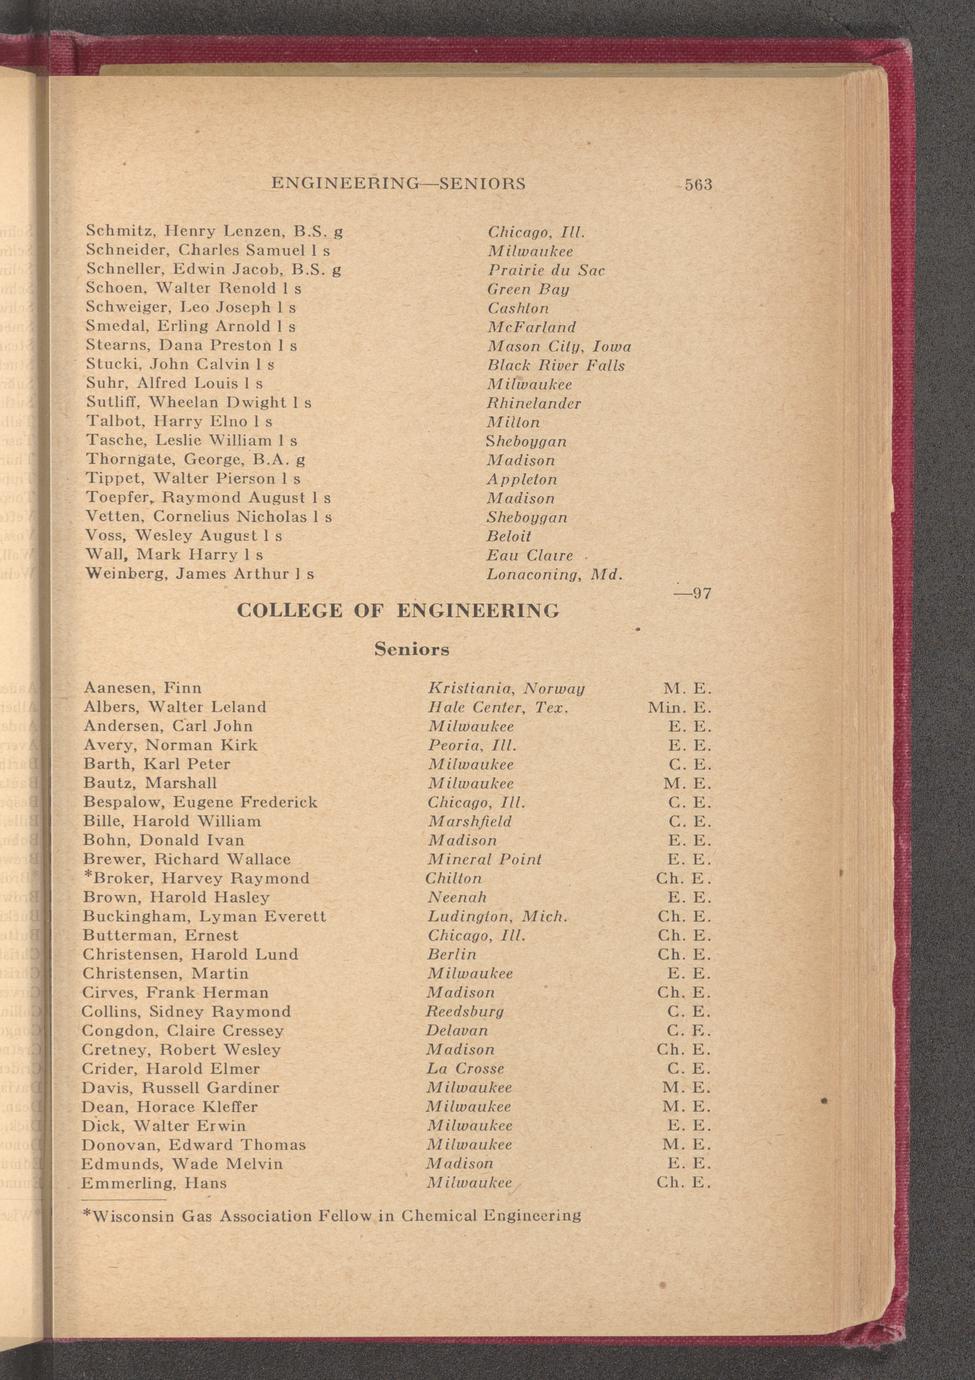 ENGINEERING—SENIORS 563
Schmitz, Henry Lenzen, B.S. g Chicago, Ill.
Schneider, Charles Samuel l s Milwaukee
Schneller, Edwin Jacob, B.S. g Prairie du Sac
Schoen, Walter Renold l s Green Bay
Schweiger, Leo Joseph l s Cashton
Smedal, Erling Arnold l s McFarland
Stearns, Dana Preston l s Mason City, Iowa
Stucki, John Calvin l s Black River Falls
Suhr, Alfred Louis l s Milwaukee
Sutliff, Wheelan Dwight l s Rhinelander
Talbot, Harry Elno l s Milton
Tasche, Leslie William l s Sheboygan
Thorngate, George, B.A. g Madison
Tippet, Walter Pierson l s Appleton
Toepfer, Raymond August l s Madison
Vetten, Cornelius Nicholas l s Sheboygan
Voss, Wesley August l s Beloit
Wall, Mark Harry l s Eau Claire
Weinberg, James Arthur l s Lonaconing, Md.
—97
COLLEGE OF ENGINEERING
Seniors
Aanesen, Finn Kristiania, Norway M. E.
Albers, Walter Leland Hale Center, Tex. Min. E.
Andersen, Carl John Milwaukee E. E.
Avery, Norman Kirk Peoria, Ill. E. E.
Barth, Karl Peter Milwaukee C. E.
Bautz, Marshall Milwaukee M. E.
Bespalow, Eugene Frederick Chicago, Ill. C. E.
Bille, Harold William Marshfield C. E.
Bohn, Donald Ivan Madison E. E.
Brewer, Richard Wallace Mineral Point E. E.
*Broker, Harvey Raymond Chilton Ch. E.
Brown, Harold Hasley Neenah E. E.
Buckingham, Lyman Everett Ludington, Mich. Ch. E.
Butterman, Ernest Chicago, Ill. Ch. E.
Christensen, Harold Lund Berlin Ch. E.
Christensen, Martin Milwaukee E. E.
Cirves, Frank Herman Madison Ch. E.
Collins, Sidney Raymond Reedsburg C. E.
Congdon, Claire Cressey Delavan C. E.
Cretney, Robert Wesley Madison Ch. E.
Crider, Harold Elmer La Crosse C. E.
Davis, Russell Gardiner Milwaukee M. E.
Dean, Horace Kleffer Milwaukee M. E.
Dick, Walter Erwin Milwaukee E. E.
Donovan, Edward Thomas Milwaukee M. E.
Edmunds, Wade Melvin Madison E. E.
Emmerling, Hans Milwaukee Ch. E.
*Wisconsin Gas Association Fellow in Chemical Engineering